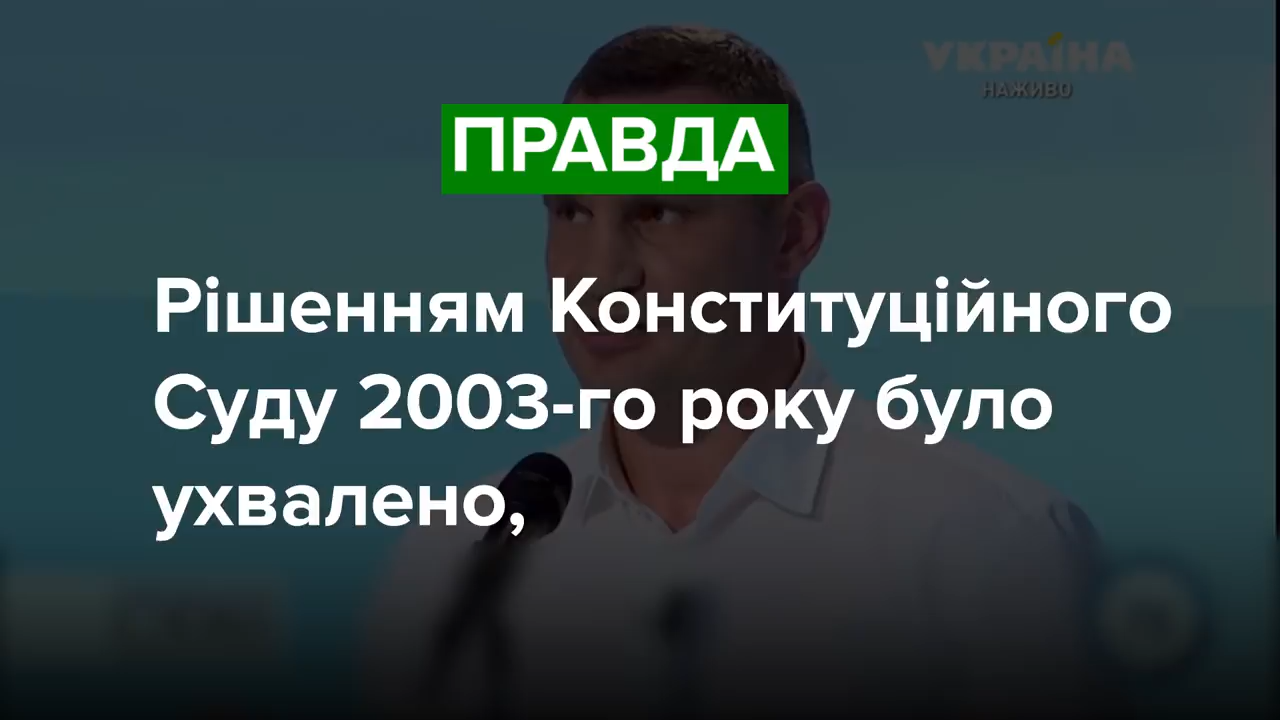 УКРАЇНА
НАЖИВО
ПРАВДА
Рішенням Конституційного
Суду 2003-го року було
ухвалено,